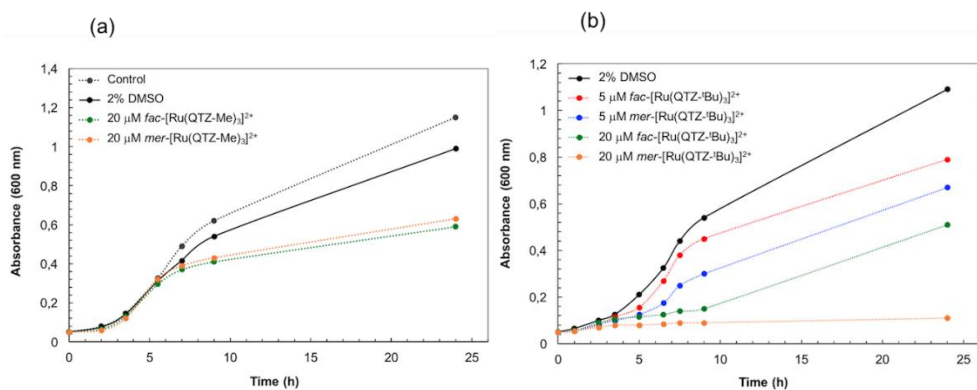 (a)
1,4
1,2
1
0,8
0,6
0,4
0,2
0
0 5 10 15 20 25
Absorbance (600 nm)
Time (h)
Control
2% DMSO
20 µM fac-[Ru(QTZ-Me)₃]²⁺
20 µM mer-[Ru(QTZ-Me)₃]²⁺
(b)
1,2
1
0,8
0,6
0,4
0,2
0
0 5 10 15 20 25
Absorbance (600 nm)
Time (h)
2% DMSO
5 µM fac-[Ru(QTZ-ᵗBu)₃]²⁺
5 µM mer-[Ru(QTZ-ᵗBu)₃]²⁺
20 µM fac-[Ru(QTZ-ᵗBu)₃]²⁺
20 µM mer-[Ru(QTZ-ᵗBu)₃]²⁺